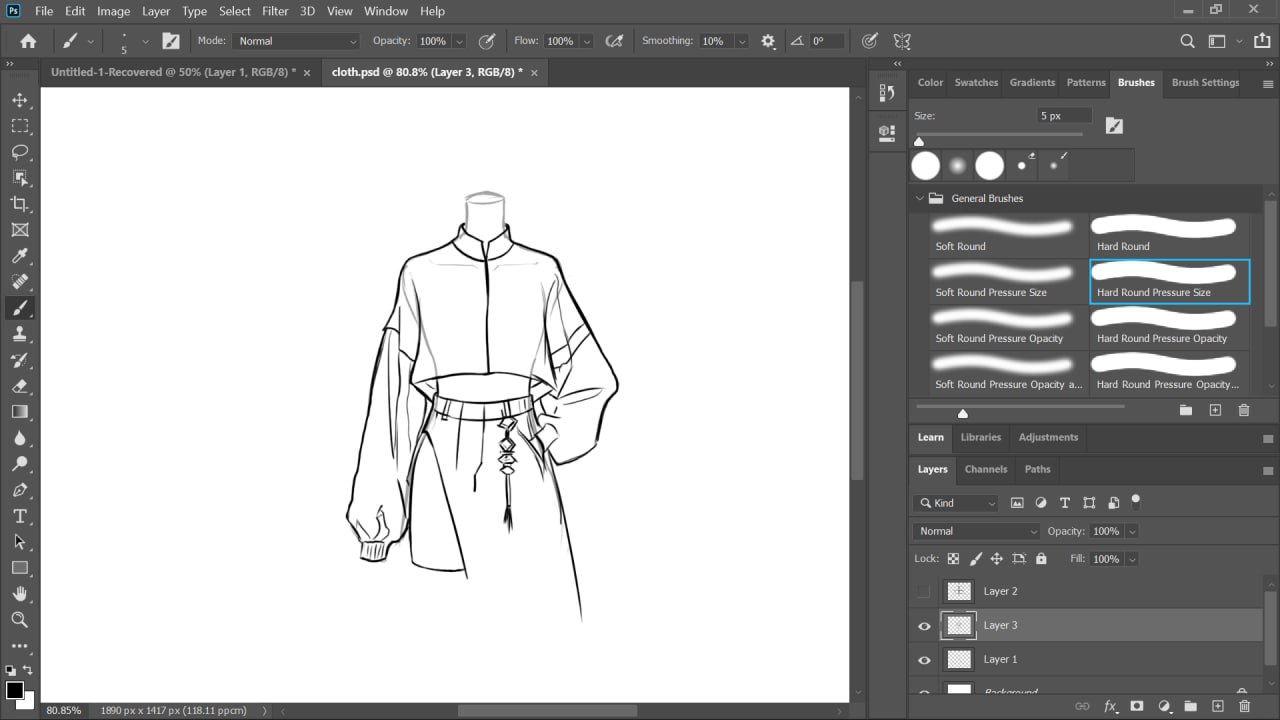 Ps File Edit Image Layer Type Select Filter 3D View Window Help
5 Mode: Normal Opacity: 100% Flow: 100% Smoothing: 10% 0°
Untitled-1-Recovered @ 50% (Layer 1, RGB/8) * × cloth.psd @ 80.8% (Layer 3, RGB/8) * ×
Color Swatches Gradients Patterns Brushes Brush Settings
Size: 5 px
General Brushes
Soft Round Hard Round
Soft Round Pressure Size Hard Round Pressure Size
Soft Round Pressure Opacity Hard Round Pressure Opacity
Soft Round Pressure Opacity a... Hard Round Pressure Opacity...
Learn Libraries Adjustments
Layers Channels Paths
Kind
Normal Opacity: 100%
Lock: Fill: 100%
Layer 2
Layer 3
Layer 1
Background
80.85% 1890 px x 1417 px (118.11 ppcm)
fx